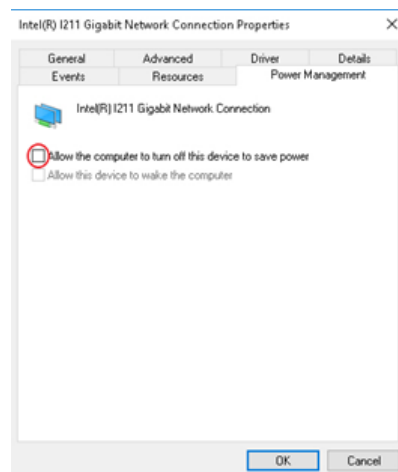 Intel(R) I211 Gigabit Network Connection Properties
General Advanced Driver Details
Events Resources Power Management
Intel(R) I211 Gigabit Network Connection
Allow the computer to turn off this device to save power
Allow this device to wake the computer
OK Cancel